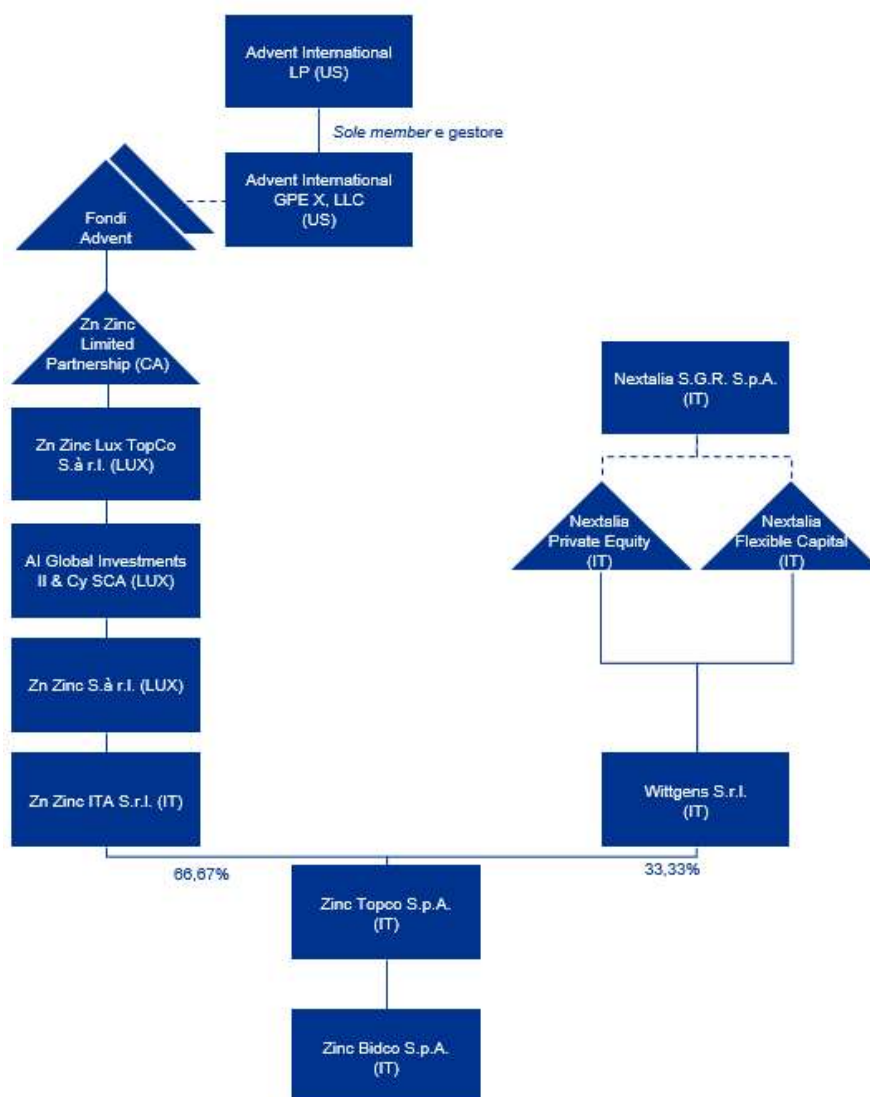 Advent International
LP (US)
Sole member e gestore
Advent International
GPE X, LLC
(US)
Fondi
Advent
Zn Zinc
Limited
Partnership (CA)
Nextalia S.G.R. S.p.A.
(IT)
Zn Zinc Lux TopCo
S.à r.l. (LUX)
Nextalia
Private Equity
(IT)
Nextalia
Flexible Capital
(IT)
AI Global Investments
II & Cy SCA (LUX)
Zn Zinc S.à r.l. (LUX)
Zn Zinc ITA S.r.l. (IT)
Wittgens S.r.l.
(IT)
66,67%
33,33%
Zinc Topco S.p.A.
(IT)
Zinc Bidco S.p.A.
(IT)